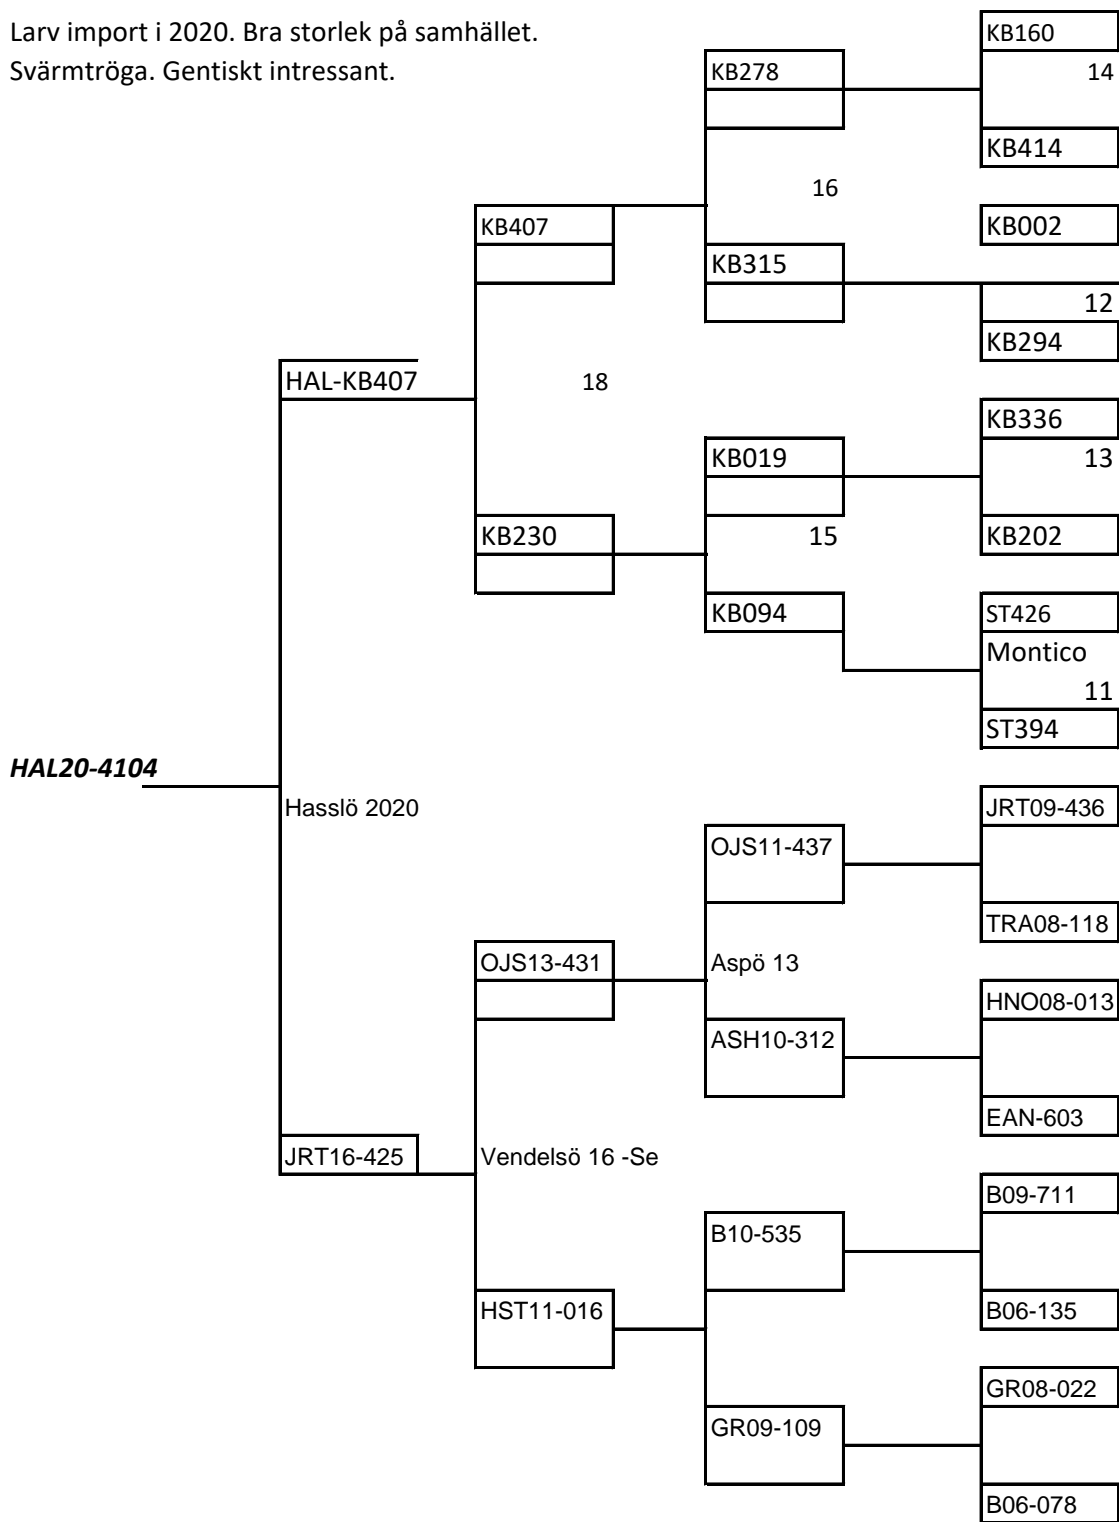 Larv import i 2020. Bra storlek på samhället.
Svärmtröga. Gentiskt intressant.
KB160
KB278
14
KB414
16
KB407
KB002
KB315
12
KB294
HAL-KB407
18
KB336
KB019
13
KB230
15
KB202
KB094
ST426
Montico
11
ST394
HAL20-4104
Hasslö 2020
JRT09-436
OJS11-437
TRA08-118
OJS13-431
Aspö 13
HNO08-013
ASH10-312
EAN-603
JRT16-425
Vendelsö 16 -Se
B09-711
B10-535
HST11-016
B06-135
GR08-022
GR09-109
B06-078